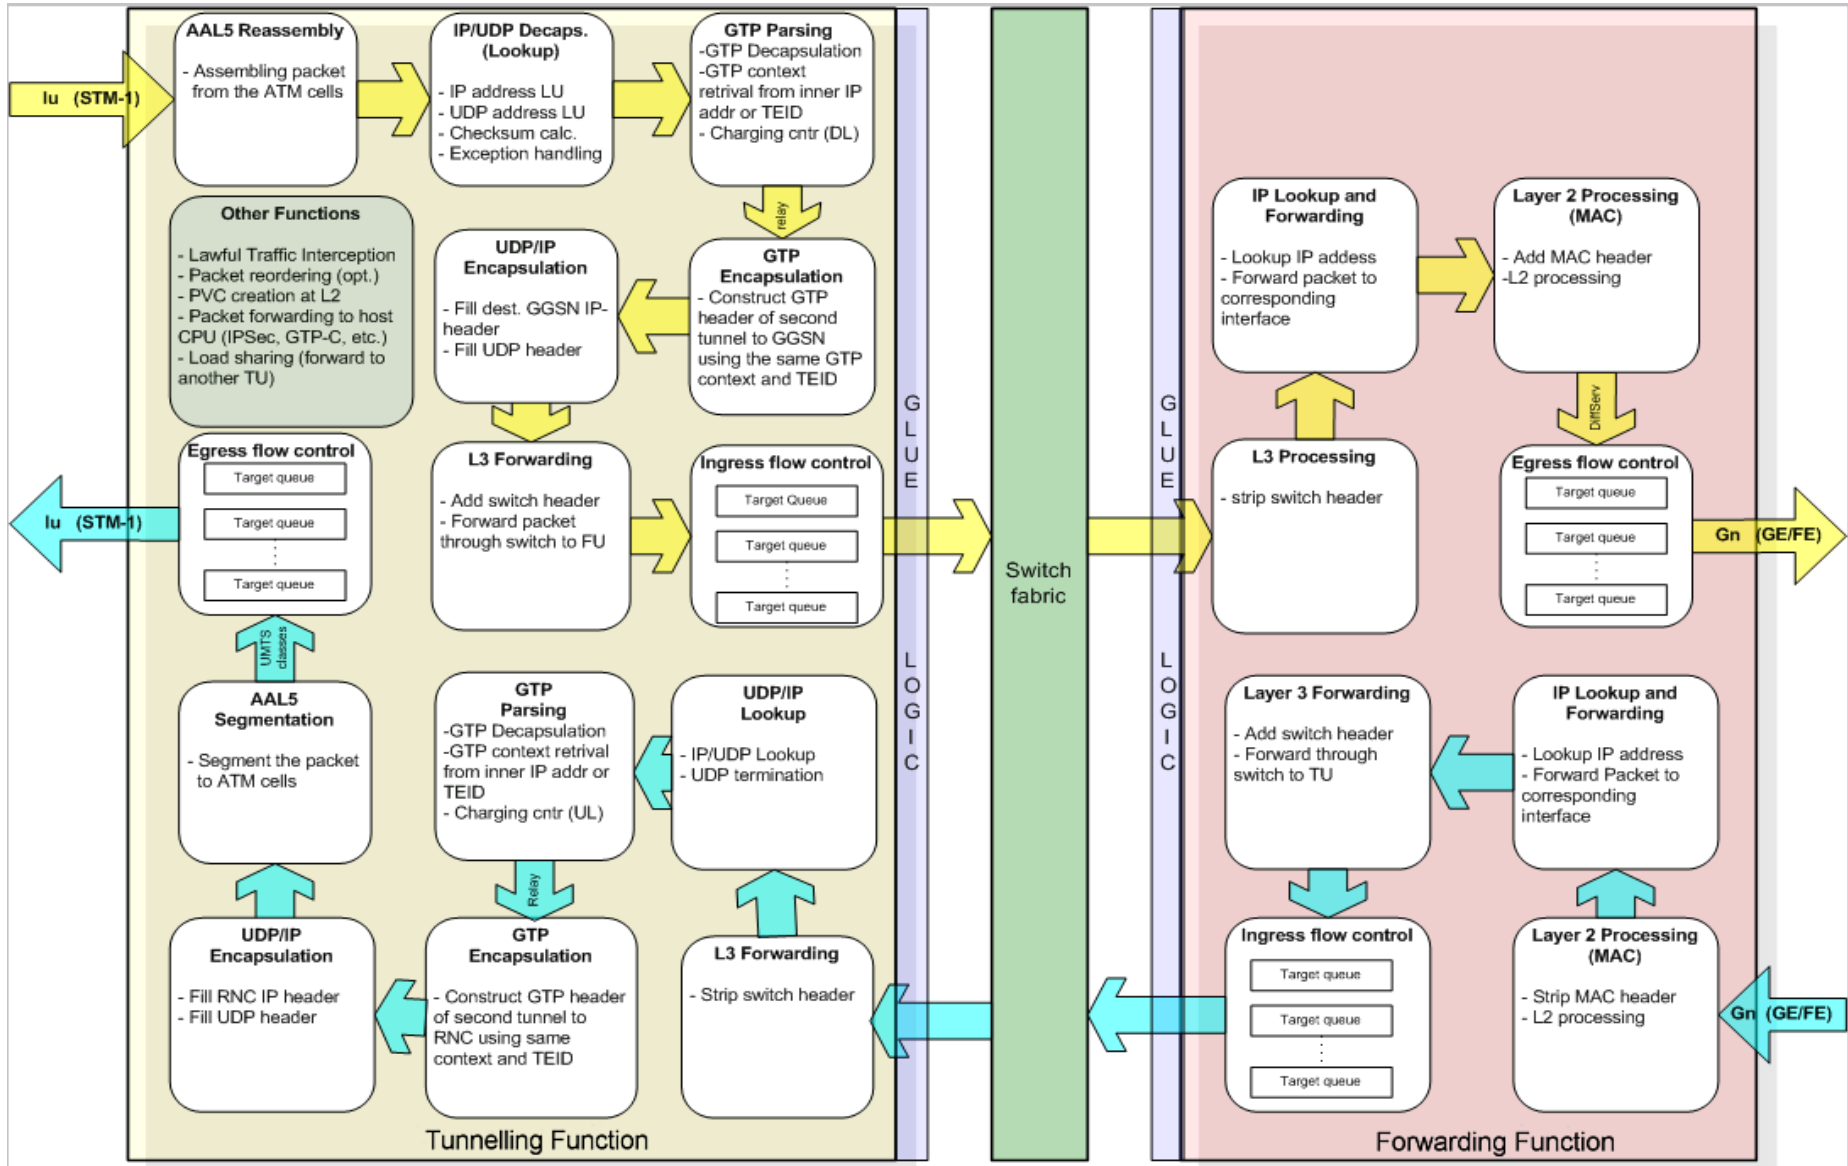 AAL5 Reassembly
- Assembling packet
from the ATM cells
IP/UDP Decaps.
(Lookup)
- IP address LU
- UDP address LU
- Checksum calc.
- Exception handling
GTP Parsing
-GTP Decapsulation
-GTP context
retrival from inner IP
addr or TEID
- Charging cntr (DL)
Iu (STM-1)
relay
Other Functions
- Lawful Traffic Interception
- Packet reordering (opt.)
- PVC creation at L2
- Packet forwarding to host
CPU (IPSec, GTP-C, etc.)
- Load sharing (forward to
another TU)
UDP/IP
Encapsulation
- Fill dest. GGSN IP-
header
- Fill UDP header
GTP
Encapsulation
- Construct GTP
header of second
tunnel to GGSN
using the same GTP
context and TEID
Egress flow control
Target queue
Target queue
Target queue
Iu (STM-1)
L3 Forwarding
- Add switch header
- Forward packet
through switch to FU
Ingress flow control
Target Queue
Target queue
Target queue
UMTS
classes
AAL5
Segmentation
- Segment the packet
to ATM cells
GTP
Parsing
-GTP Decapsulation
-GTP context retrival
from inner IP addr or
TEID
- Charging cntr (UL)
UDP/IP
Lookup
- IP/UDP Lookup
- UDP termination
Relay
UDP/IP
Encapsulation
- Fill RNC IP header
- Fill UDP header
GTP
Encapsulation
- Construct GTP header
of second tunnel to
RNC using same
context and TEID
L3 Forwarding
- Strip switch header
Tunnelling Function
GLUE
LOGIC
Switch
fabric
GLUE
LOGIC
IP Lookup and
Forwarding
- Lookup IP addess
- Forward packet to
corresponding
interface
Layer 2 Processing
(MAC)
- Add MAC header
-L2 processing
DiffServ
L3 Processing
- strip switch header
Egress flow control
Target queue
Target queue
Target queue
Gn (GE/FE)
Layer 3 Forwarding
- Add switch header
- Forward through
switch to TU
IP Lookup and
Forwarding
- Lookup IP address
- Forward Packet to
corresponding
interface
Ingress flow control
Target queue
Target queue
Target queue
Layer 2 Processing
(MAC)
- Strip MAC header
- L2 processing
Gn (GE/FE)
Forwarding Function